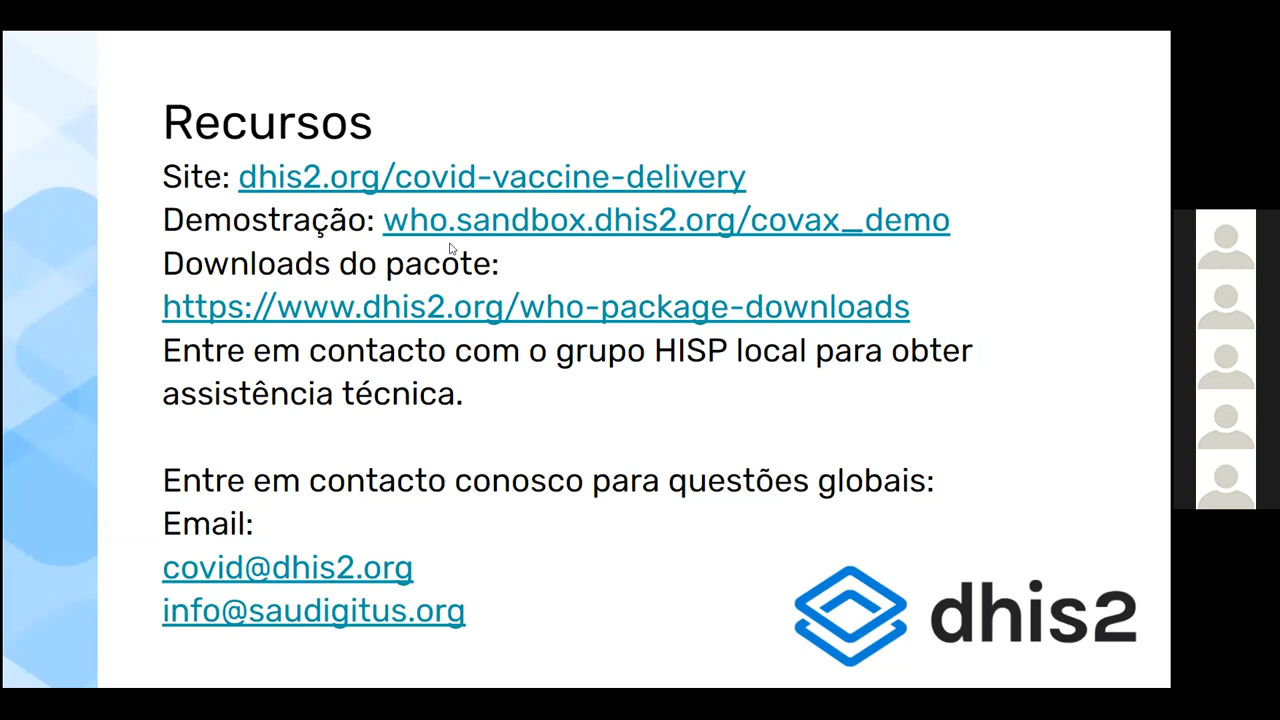 Recursos
Site: dhis2.org/covid-vaccine-delivery
Demostração: who.sandbox.dhis2.org/covax_demo
Downloads do pacote:
https://www.dhis2.org/who-package-downloads
Entre em contacto com o grupo HISP local para obter
assistência técnica.
Entre em contacto conosco para questões globais:
Email:
covid@dhis2.org
info@saudigitus.org
dhis2